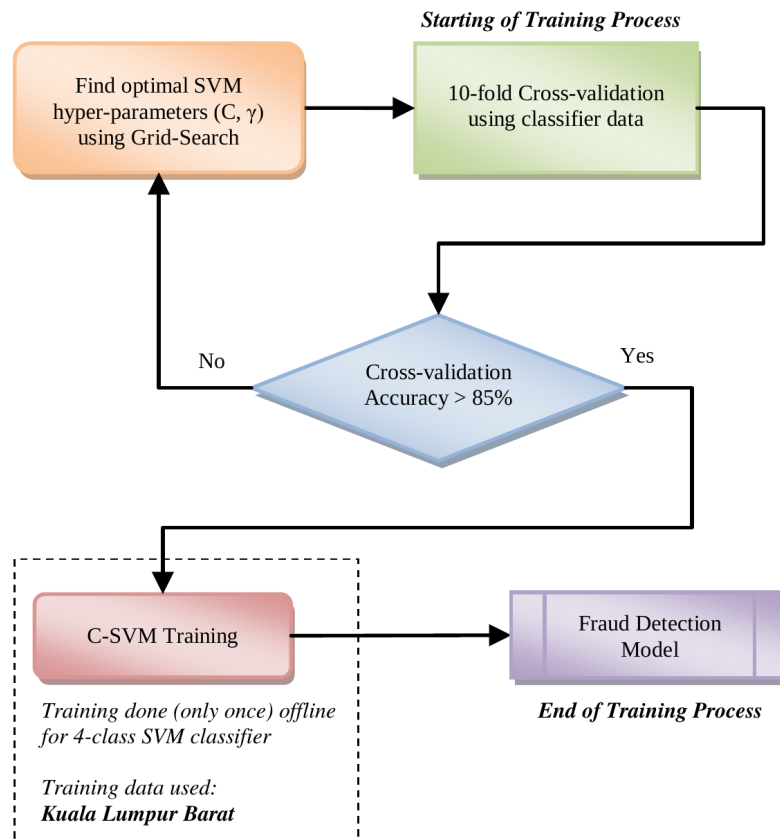 Starting of Training Process
Find optimal SVM
hyper-parameters (C, γ)
using Grid-Search
10-fold Cross-validation
using classifier data
No
Yes
Cross-validation
Accuracy > 85%
C-SVM Training
Fraud Detection
Model
Training done (only once) offline
for 4-class SVM classifier
End of Training Process
Training data used:
Kuala Lumpur Barat